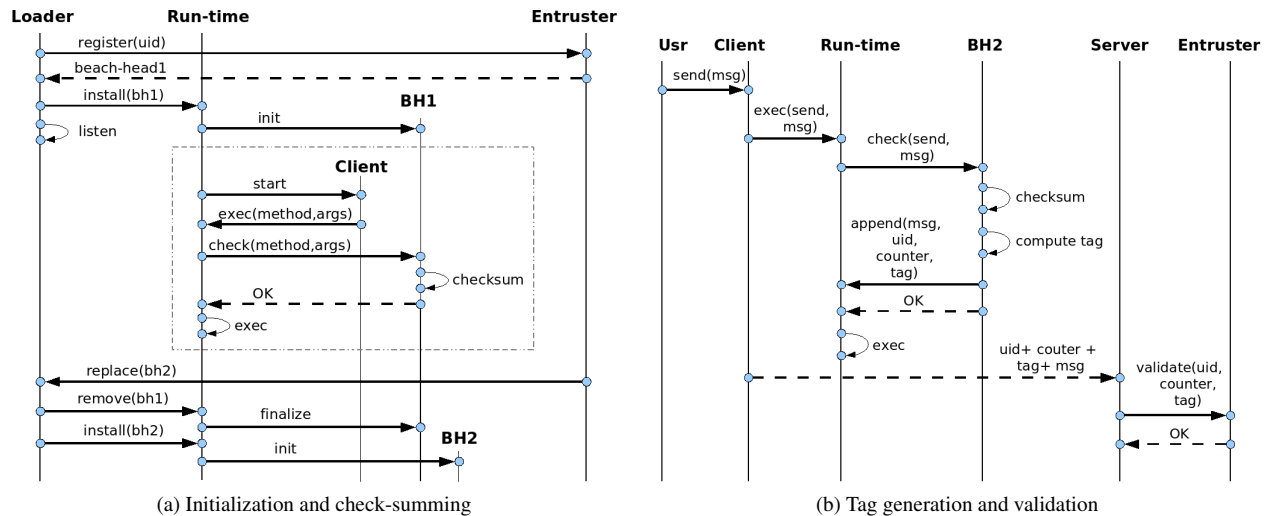 Loader Run-time Entruster
register(uid)
beach-head1
install(bh1)
BH1
init
listen
Client
start
exec(method,args)
check(method,args)
checksum
OK
exec
replace(bh2)
remove(bh1)
finalize
install(bh2)
BH2
init
(a) Initialization and check-summing
Usr Client Run-time BH2 Server Entruster
send(msg)
exec(send,
msg)
check(send,
msg)
checksum
append(msg,
uid,
counter,
tag)
compute tag
OK
exec
uid+ couter +
tag+ msg
validate(uid,
counter,
tag)
OK
(b) Tag generation and validation